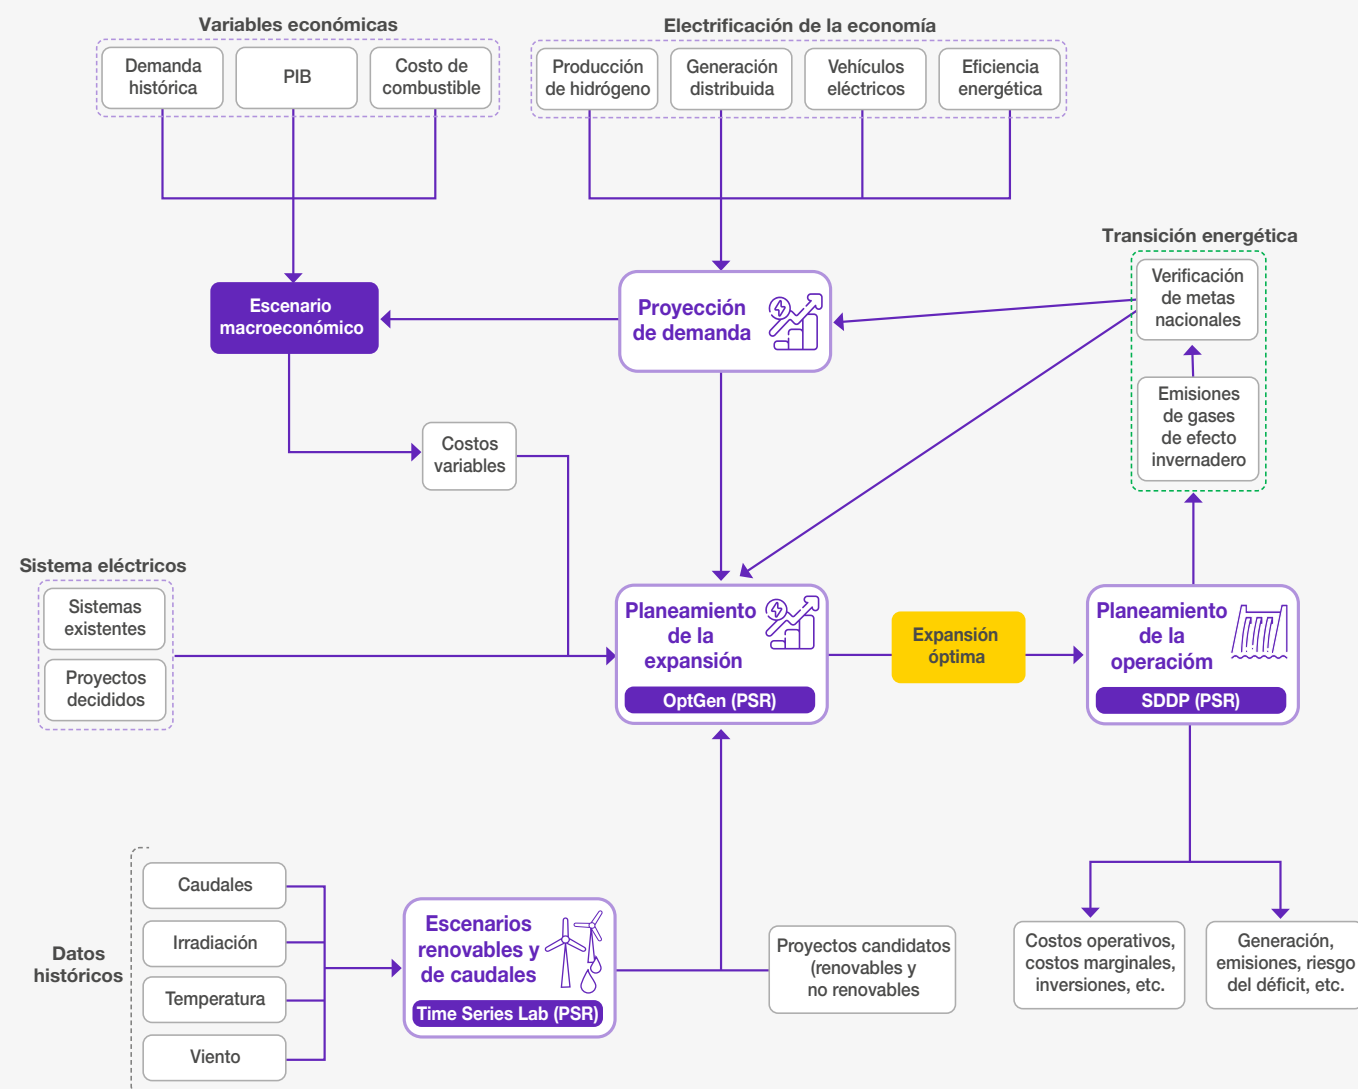 Variables económicas
Demanda
histórica
PIB
Costo de
combustible
Electrificación de la economía
Producción
de hidrógeno
Generación
distribuida
Vehículos
eléctricos
Eficiencia
energética
Transición energética
Verificación
de metas
nacionales
Emisiones
de gases
de efecto
invernadero
Escenario
macroeconómico
Proyección
de demanda
Costos
variables
Sistema eléctricos
Sistemas
existentes
Proyectos
decididos
Planeamiento
de la
expansión
OptGen (PSR)
Expansión
óptima
Planeamiento
de la
operacióm
SDDP (PSR)
Datos
históricos
Caudales
Irradiación
Temperatura
Viento
Escenarios
renovables y
de caudales
Time Series Lab (PSR)
Proyectos candidatos
(renovables y
no renovables
Costos operativos,
costos marginales,
inversiones, etc.
Generación,
emisiones, riesgo
del déficit, etc.